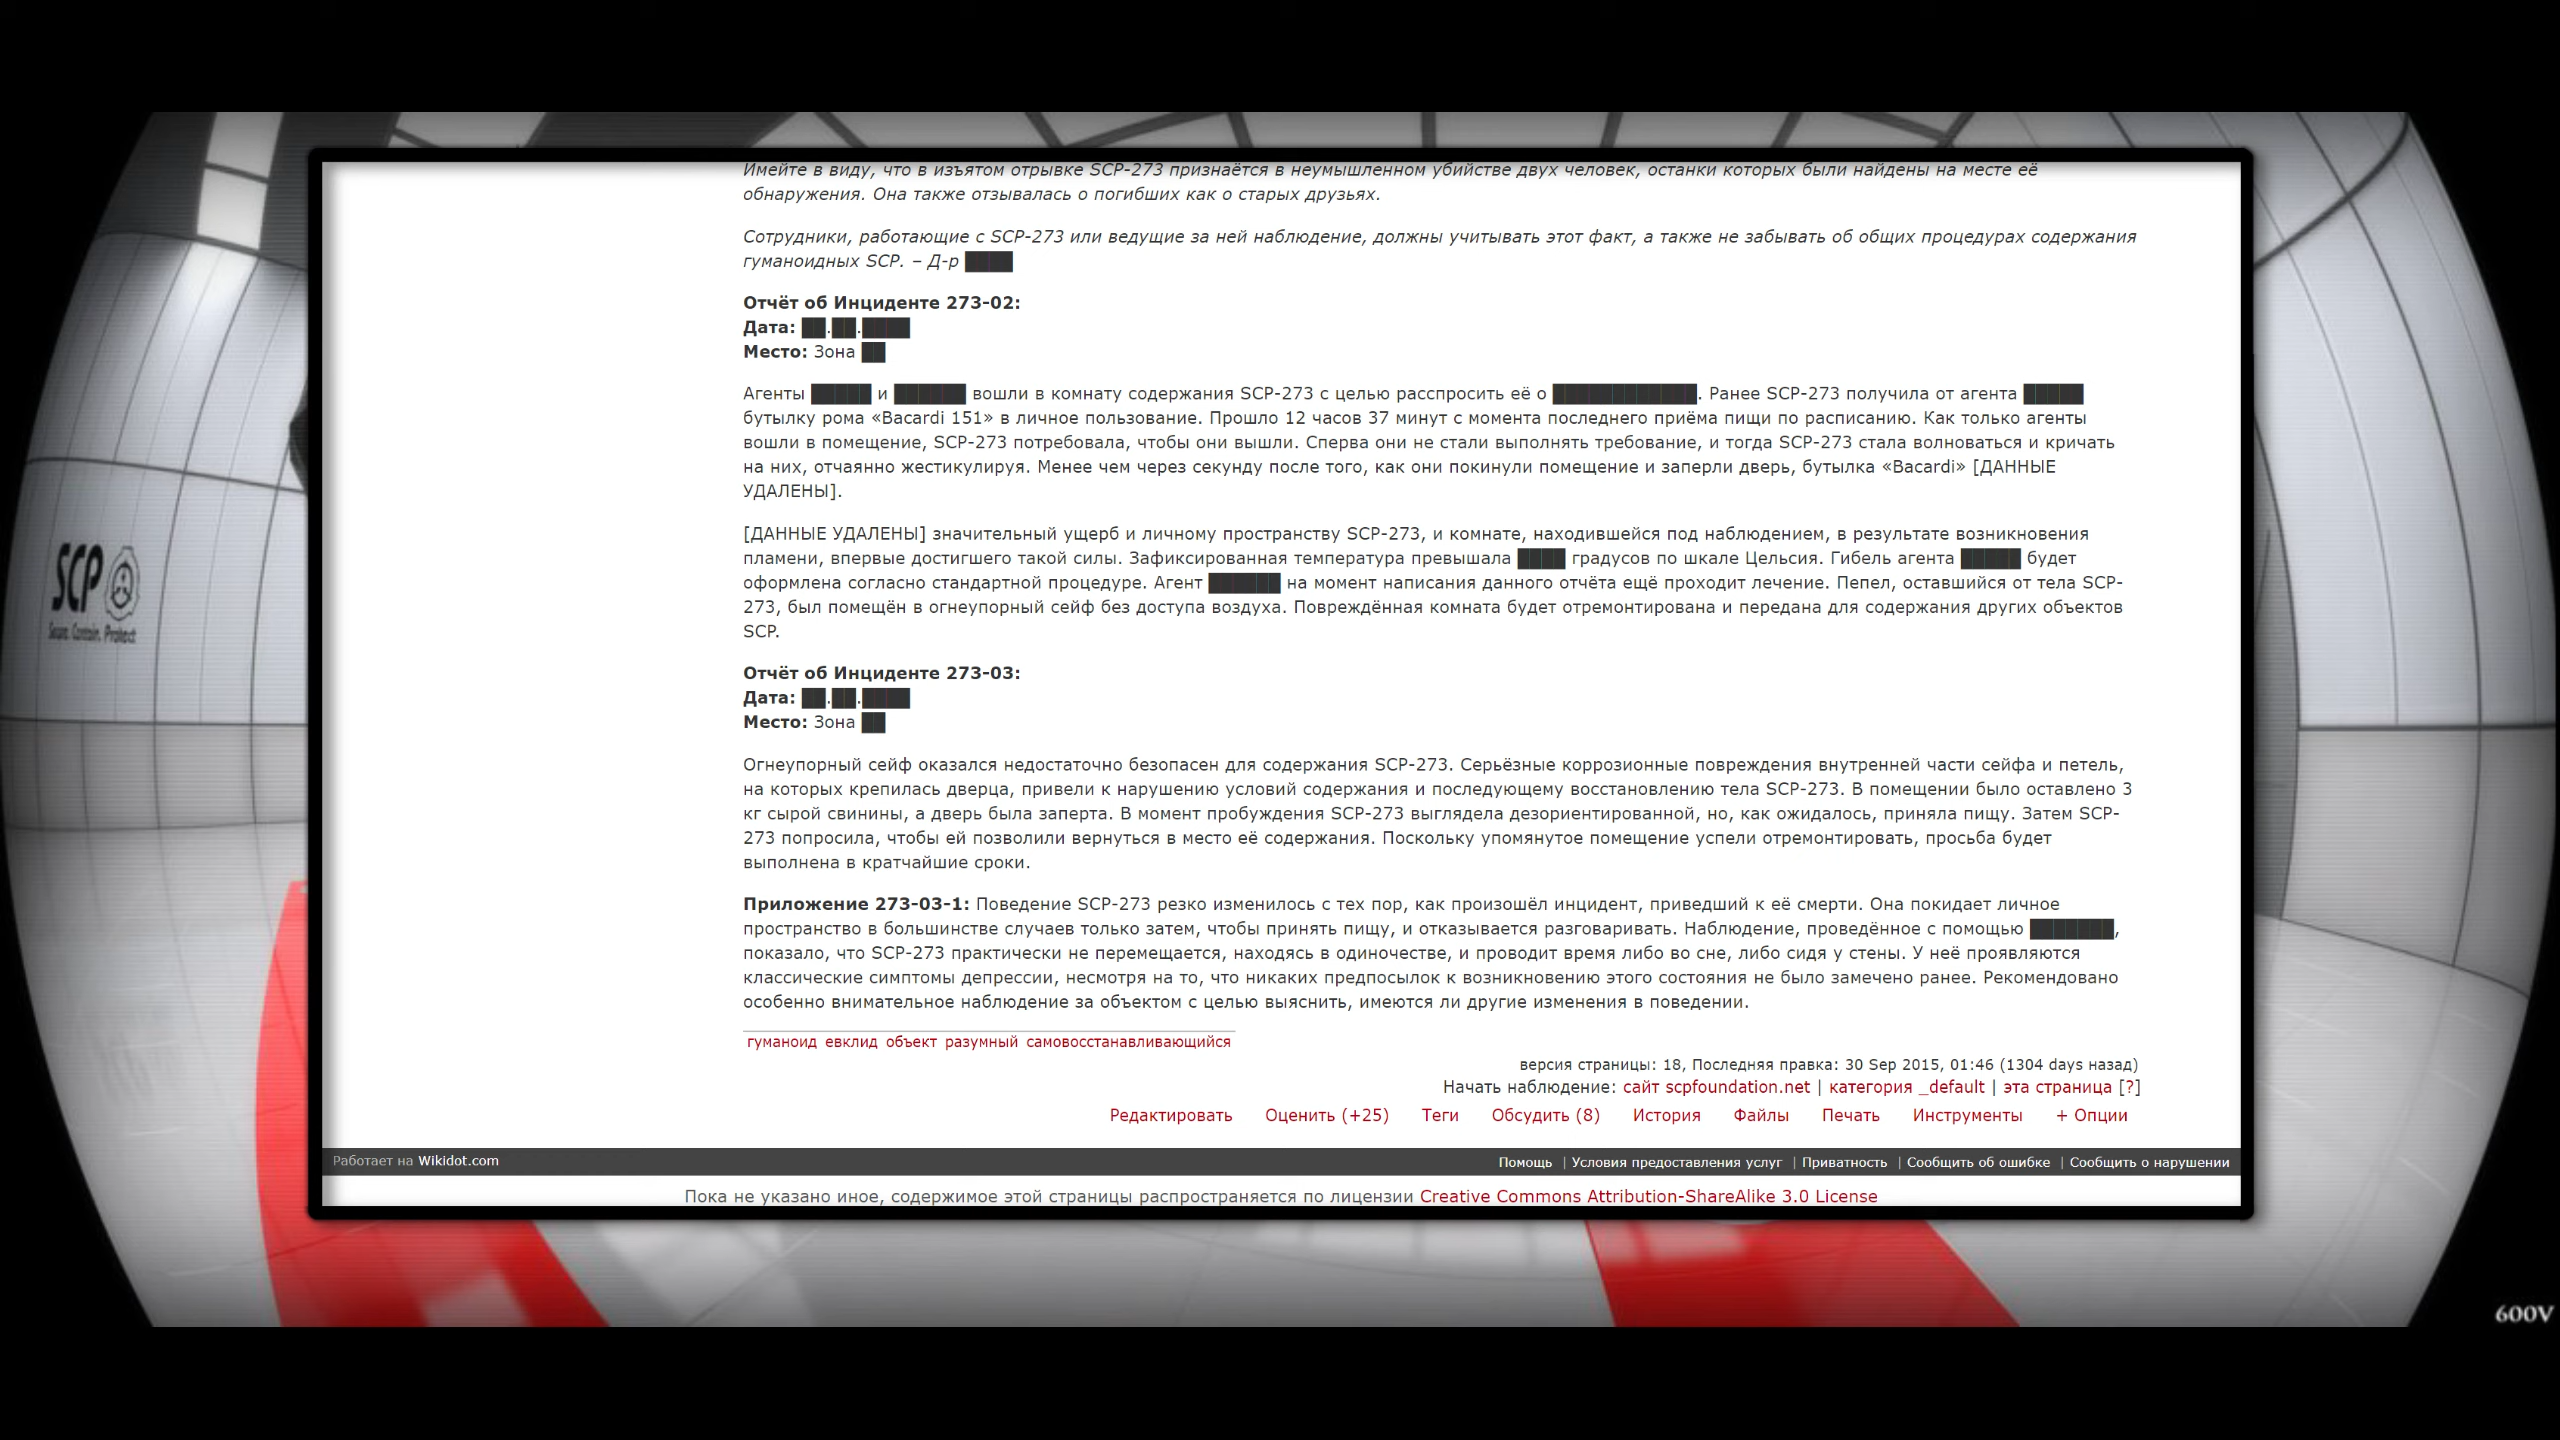 Имейте в виду, что в изъятом отрывке SCP-273 признаётся в неумышленном убийстве двух человек, останки которых были найдены на месте её
обнаружения. Она также отзывалась о погибших как о старых друзьях.
Сотрудники, работающие с SCP-273 или ведущие за ней наблюдение, должны учитывать этот факт, а также не забывать об общих процедурах содержания
гуманоидных SCP. – Д-р ████
Отчёт об Инциденте 273-02:
Дата: ██.██.████
Место: Зона ██
Агенты █████ и ██████ вошли в комнату содержания SCP-273 с целью расспросить её о ████████████. Ранее SCP-273 получила от агента █████
бутылку рома «Bacardi 151» в личное пользование. Прошло 12 часов 37 минут с момента последнего приёма пищи по расписанию. Как только агенты
вошли в помещение, SCP-273 потребовала, чтобы они вышли. Сперва они не стали выполнять требование, и тогда SCP-273 стала волноваться и кричать
на них, отчаянно жестикулируя. Менее чем через секунду после того, как они покинули помещение и заперли дверь, бутылка «Bacardi» [ДАННЫЕ
УДАЛЕНЫ].
[ДАННЫЕ УДАЛЕНЫ] значительный ущерб и личному пространству SCP-273, и комнате, находившейся под наблюдением, в результате возникновения
пламени, впервые достигшего такой силы. Зафиксированная температура превышала ████ градусов по шкале Цельсия. Гибель агента █████ будет
оформлена согласно стандартной процедуре. Агент ██████ на момент написания данного отчёта ещё проходит лечение. Пепел, оставшийся от тела SCP-
273, был помещён в огнеупорный сейф без доступа воздуха. Повреждённая комната будет отремонтирована и передана для содержания других объектов
SCP.
Отчёт об Инциденте 273-03:
Дата: ██.██.████
Место: Зона ██
Огнеупорный сейф оказался недостаточно безопасен для содержания SCP-273. Серьёзные коррозионные повреждения внутренней части сейфа и петель,
на которых крепилась дверца, привели к нарушению условий содержания и последующему восстановлению тела SCP-273. В помещении было оставлено 3
кг сырой свинины, а дверь была заперта. В момент пробуждения SCP-273 выглядела дезориентированной, но, как ожидалось, приняла пищу. Затем SCP-
273 попросила, чтобы ей позволили вернуться в место её содержания. Поскольку упомянутое помещение успели отремонтировать, просьба будет
выполнена в кратчайшие сроки.
Приложение 273-03-1: Поведение SCP-273 резко изменилось с тех пор, как произошёл инцидент, приведший к её смерти. Она покидает личное
пространство в большинстве случаев только затем, чтобы принять пищу, и отказывается разговаривать. Наблюдение, проведённое с помощью ███████,
показало, что SCP-273 практически не перемещается, находясь в одиночестве, и проводит время либо во сне, либо сидя у стены. У неё проявляются
классические симптомы депрессии, несмотря на то, что никаких предпосылок к возникновению этого состояния не было замечено ранее. Рекомендовано
особенно внимательное наблюдение за объектом с целью выяснить, имеются ли другие изменения в поведении.
гуманоид евклид объект разумный самовосстанавливающийся
версия страницы: 18, Последняя правка: 30 Sep 2015, 01:46 (1304 days назад)
Начать наблюдение: сайт scpfoundation.net | категория _default | эта страница [?]
Редактировать Оценить (+25) Теги Обсудить (8) История Файлы Печать Инструменты + Опции
Работает на Wikidot.com
Помощь | Условия предоставления услуг | Приватность | Сообщить об ошибке | Сообщить о нарушении
Пока не указано иное, содержимое этой страницы распространяется по лицензии Creative Commons Attribution-ShareAlike 3.0 License
SCP
Secure. Contain. Protect
600V